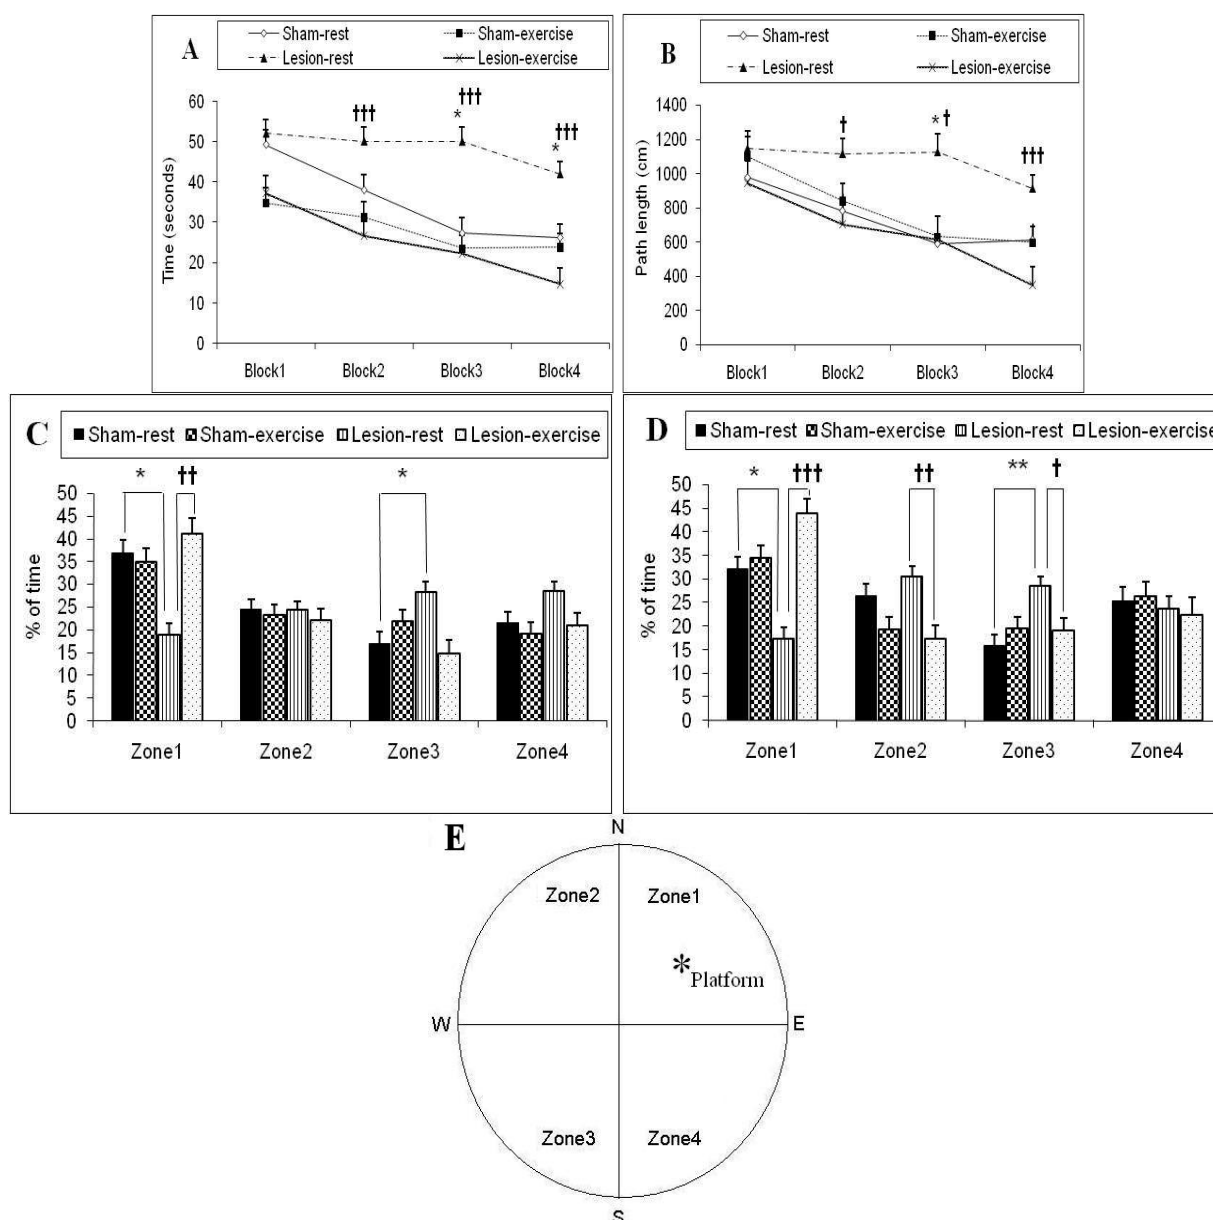 A
Sham-rest Sham-exercise
Lesion-rest Lesion-exercise
Time (seconds)
60
50
40
30
20
10
0
††† 
*†††
*†††
Block1 Block2 Block3 Block4
B
Sham-rest Sham-exercise
Lesion-rest Lesion-exercise
Path length (cm)
1400
1200
1000
800
600
400
200
0
†
*†
†††
Block1 Block2 Block3 Block4
C
Sham-rest Sham-exercise Lesion-rest Lesion-exercise
* †† *
% of time
50
45
40
35
30
25
20
15
10
5
0
Zone1 Zone2 Zone3 Zone4
D
Sham-rest Sham-exercise Lesion-rest Lesion-exercise
* ††† †† ** †
% of time
50
45
40
35
30
25
20
15
10
5
0
Zone1 Zone2 Zone3 Zone4
E
N
Zone2 Zone1
*Platform
W E
Zone3 Zone4
S